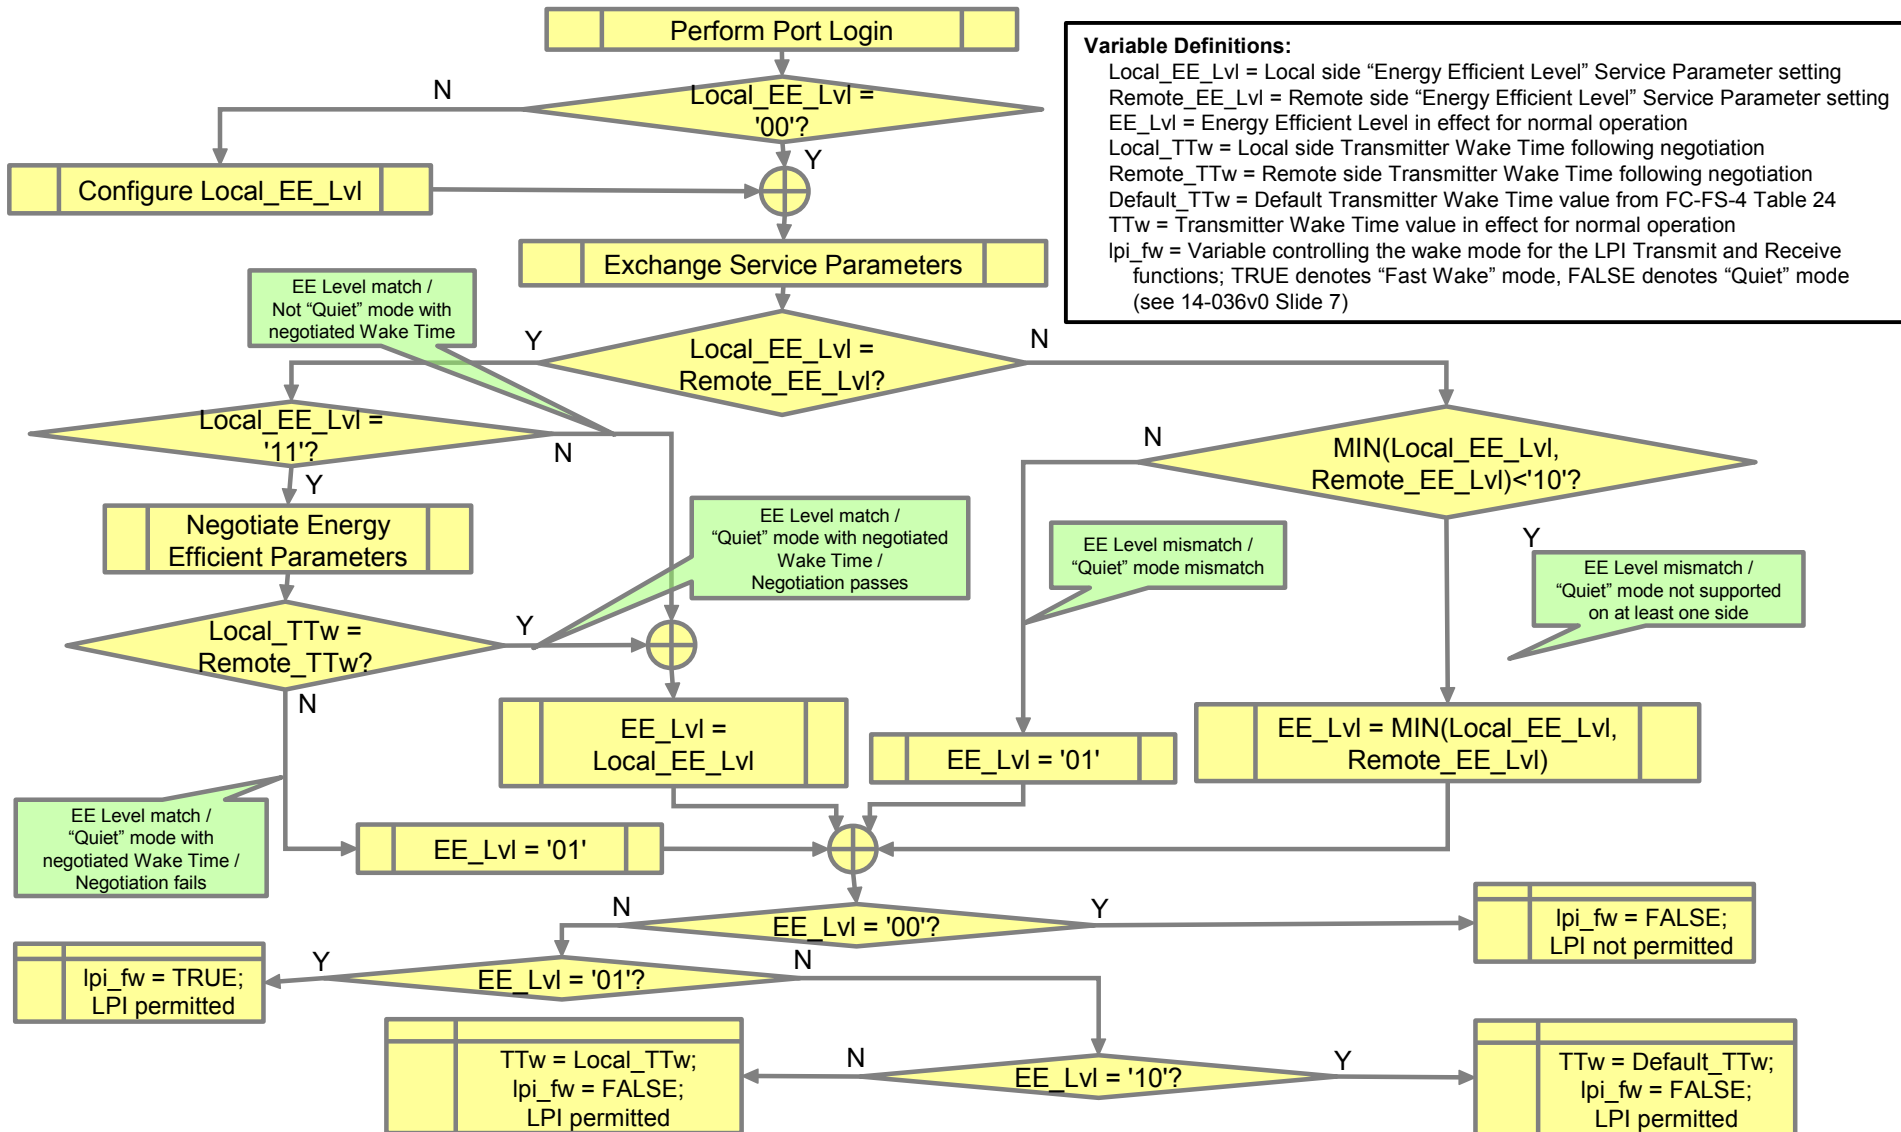 Perform Port Login
Variable Definitions:
Local_EE_Lvl = Local side “Energy Efficient Level” Service Parameter setting
Remote_EE_Lvl = Remote side “Energy Efficient Level” Service Parameter setting
EE_Lvl = Energy Efficient Level in effect for normal operation
Local_TTw = Local side Transmitter Wake Time following negotiation
Remote_TTw = Remote side Transmitter Wake Time following negotiation
Default_TTw = Default Transmitter Wake Time value from FC-FS-4 Table 24
TTw = Transmitter Wake Time value in effect for normal operation
lpi_fw = Variable controlling the wake mode for the LPI Transmit and Receive
functions; TRUE denotes “Fast Wake” mode, FALSE denotes “Quiet” mode
(see 14-036v0 Slide 7)
N
Local_EE_Lvl =
'00'?
Y
Configure Local_EE_Lvl
Exchange Service Parameters
EE Level match /
Not “Quiet” mode with
negotiated Wake Time
Y
Local_EE_Lvl =
Remote_EE_Lvl?
N
Local_EE_Lvl =
'11'?
N
Y
N
MIN(Local_EE_Lvl,
Remote_EE_Lvl)<'10'?
Y
Negotiate Energy
Efficient Parameters
EE Level match /
“Quiet” mode with negotiated
Wake Time /
Negotiation passes
EE Level mismatch /
“Quiet” mode mismatch
EE Level mismatch /
“Quiet” mode not supported
on at least one side
Local_TTw =
Remote_TTw?
Y
N
EE_Lvl =
Local_EE_Lvl
EE_Lvl = '01'
EE_Lvl = MIN(Local_EE_Lvl,
Remote_EE_Lvl)
EE Level match /
“Quiet” mode with
negotiated Wake Time /
Negotiation fails
EE_Lvl = '01'
N
EE_Lvl = '00'?
Y
lpi_fw = FALSE;
LPI not permitted
Y
EE_Lvl = '01'?
N
lpi_fw = TRUE;
LPI permitted
TTw = Local_TTw;
lpi_fw = FALSE;
LPI permitted
N
EE_Lvl = '10'?
Y
TTw = Default_TTw;
lpi_fw = FALSE;
LPI permitted